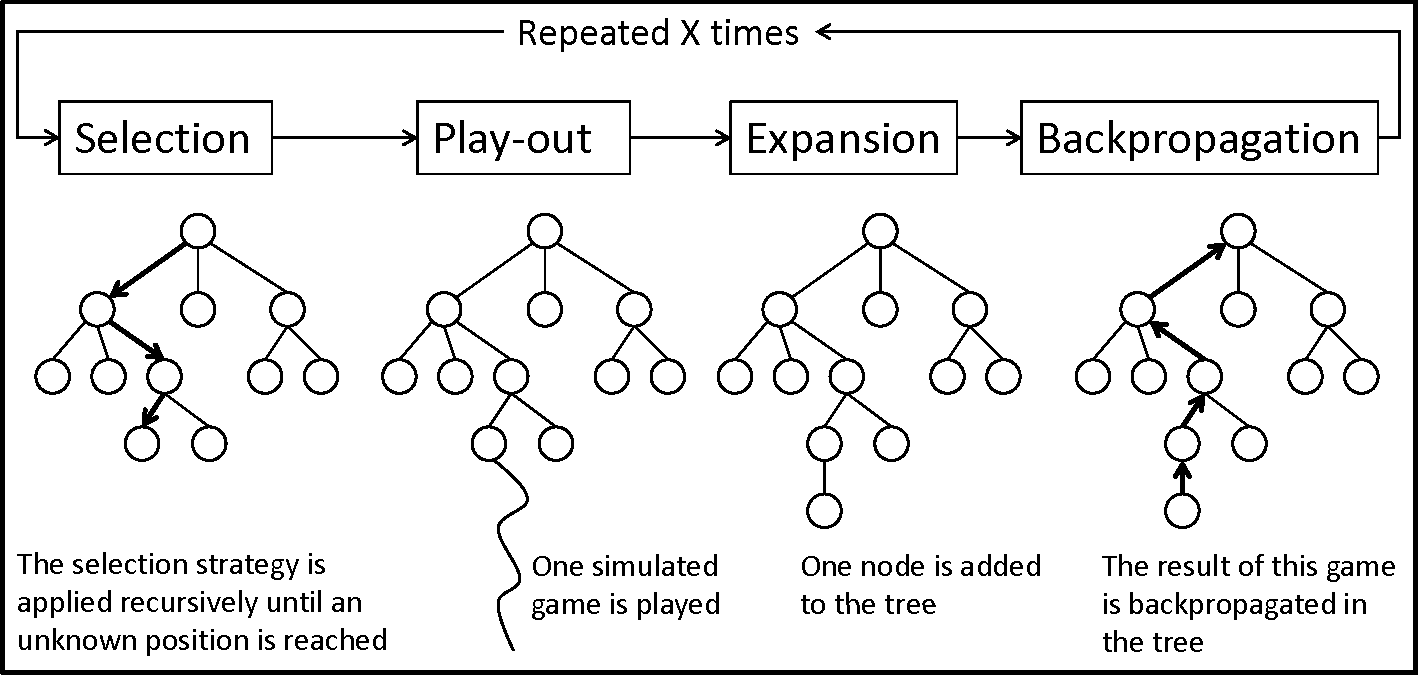 Repeated X times
Selection
Play-out
Expansion
Backpropagation
The selection strategy is
applied recursively until an
unknown position is reached
One simulated
game is played
One node is added
to the tree
The result of this game
is backpropagated in
the tree